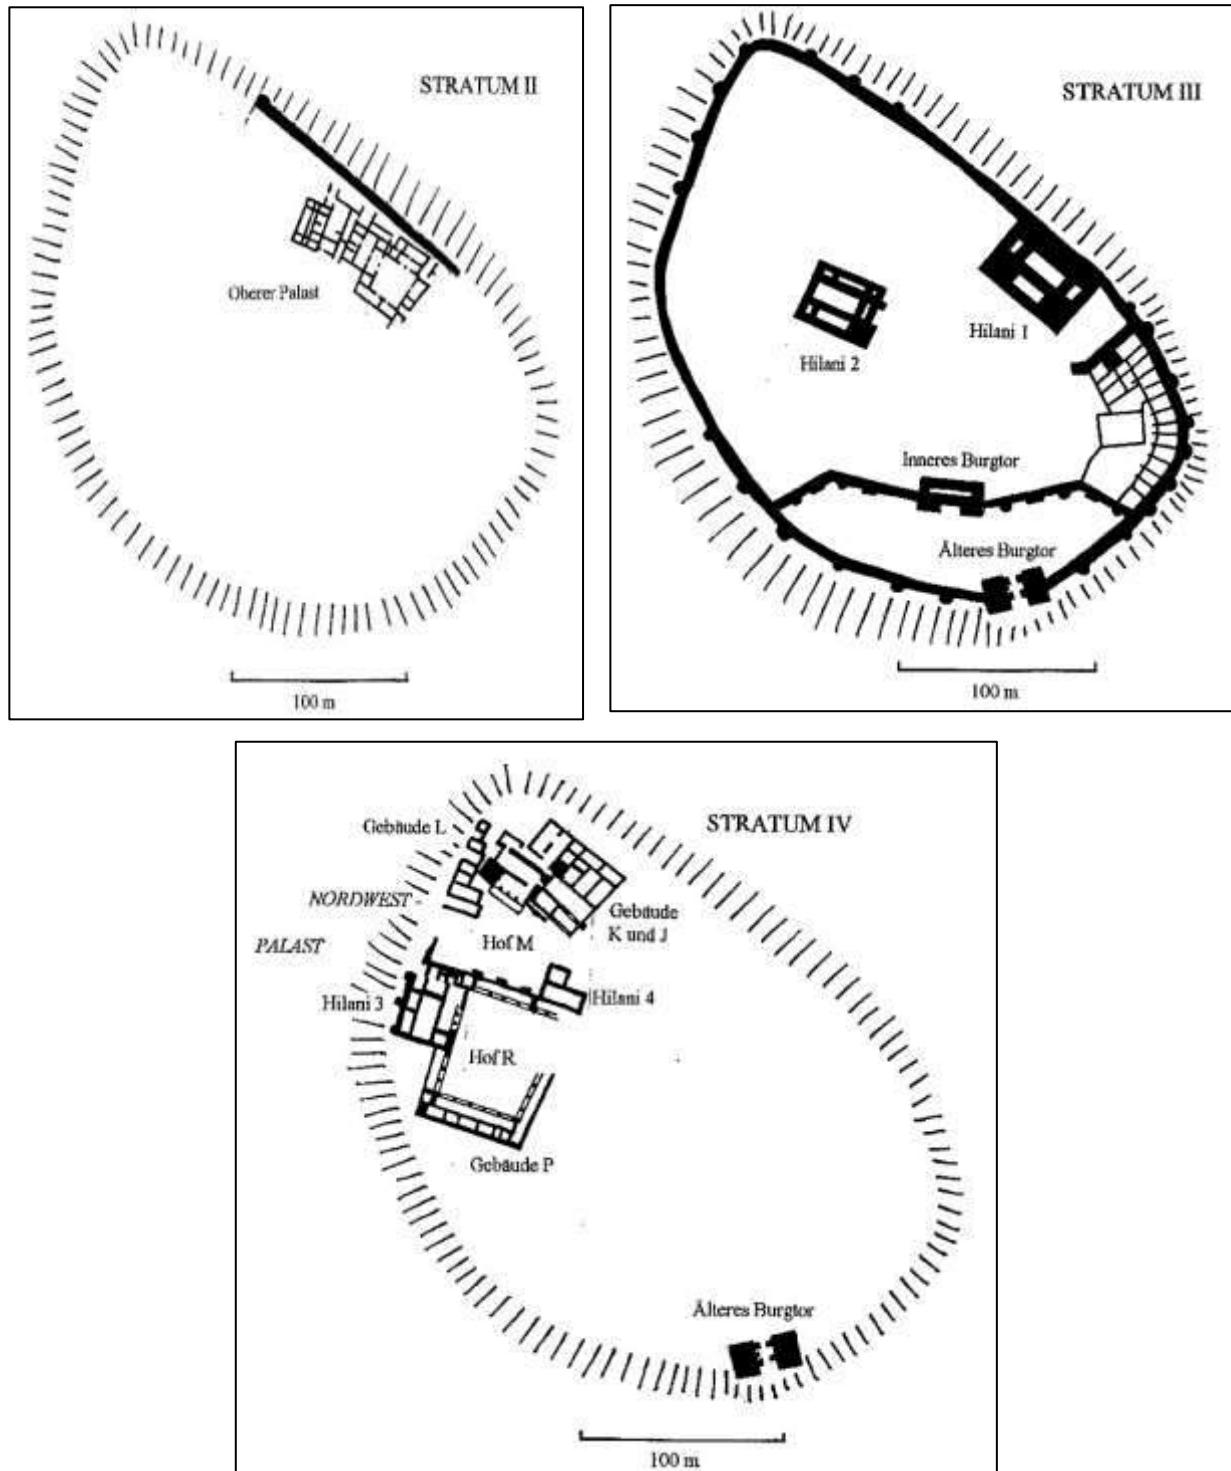 STRATUM II
Oberer Palast
100 m
STRATUM III
Hilani 1
Hilani 2
Inneres Burgtor
Älteres Burgtor
100 m
STRATUM IV
Gebäude L
NORDWEST -
Gebäude
K und J
Hof M
PALAST
Hilani 3
Hilani 4
Hof R
Gebäude P
Älteres Burgtor
100 m